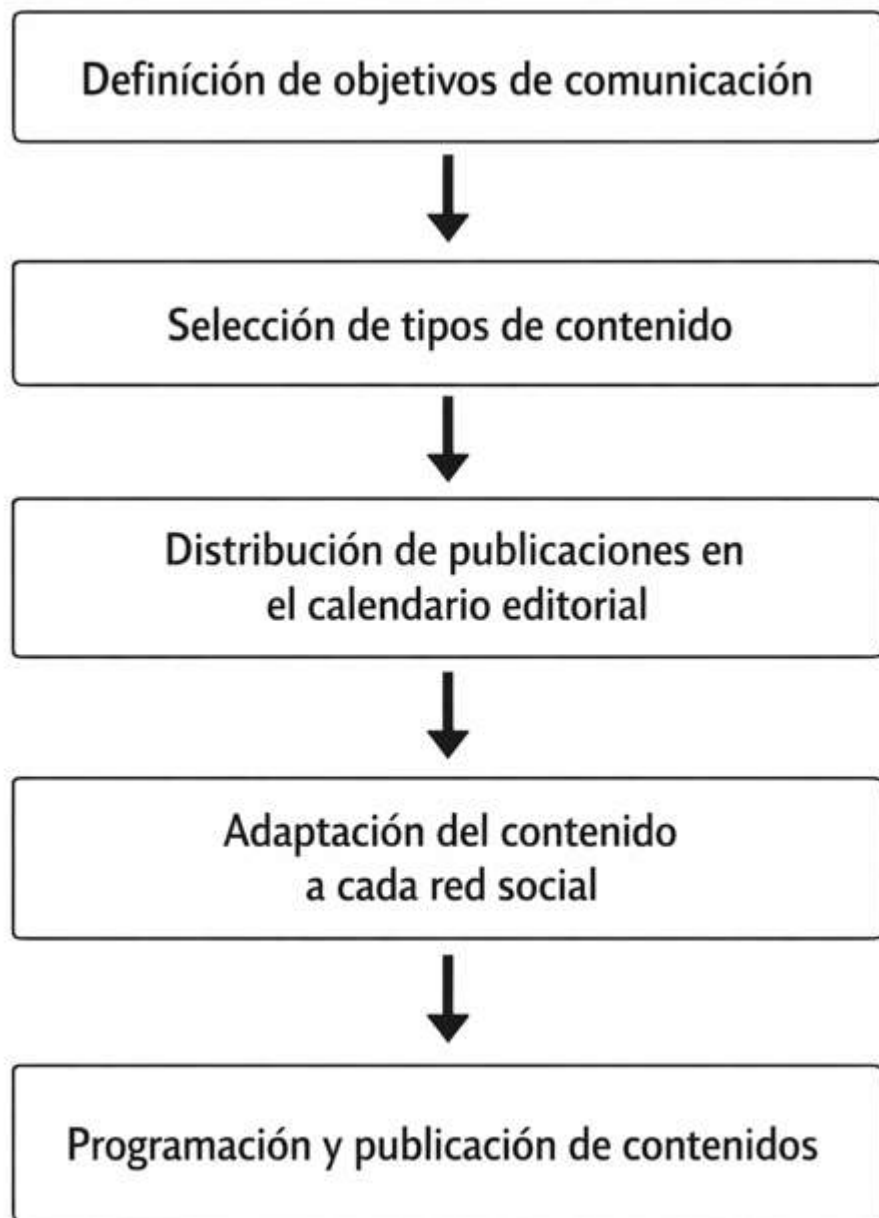 Definíción de objetivos de comunicación
Selección de tipos de contenido
Distribución de publicaciones en
el calendario editorial
Adaptación del contenido
a cada red social
Programación y publicación de contenidos